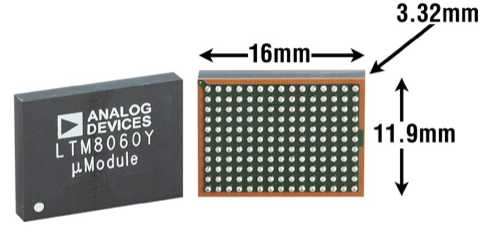 3.32mm
16mm
11.9mm
ANALOG
DEVICES
LTM8060Y
µModule